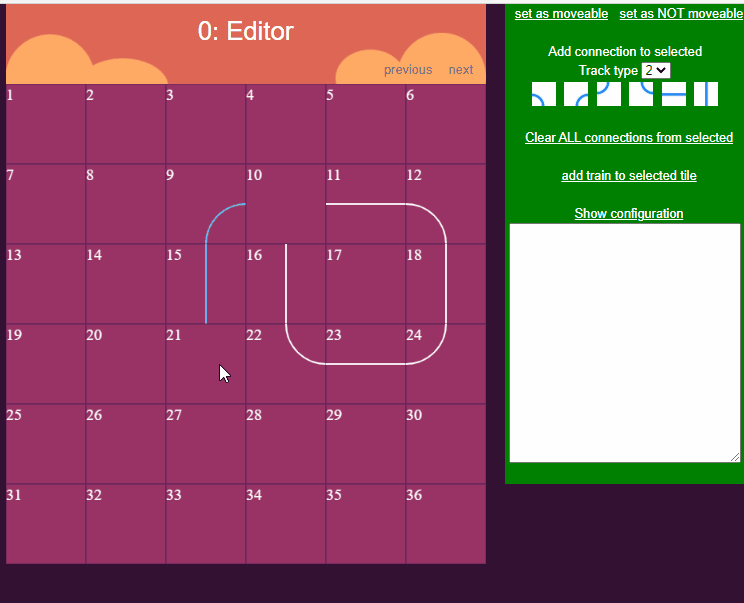 0: Editor
previous next
1 2 3 4 5 6
7 8 9 10 11 12
13 14 15 16 17 18
19 20 21 22 23 24
25 26 27 28 29 30
31 32 33 34 35 36
set as moveable set as NOT moveable
Add connection to selected
Track type 2
Clear ALL connections from selected
add train to selected tile
Show configuration